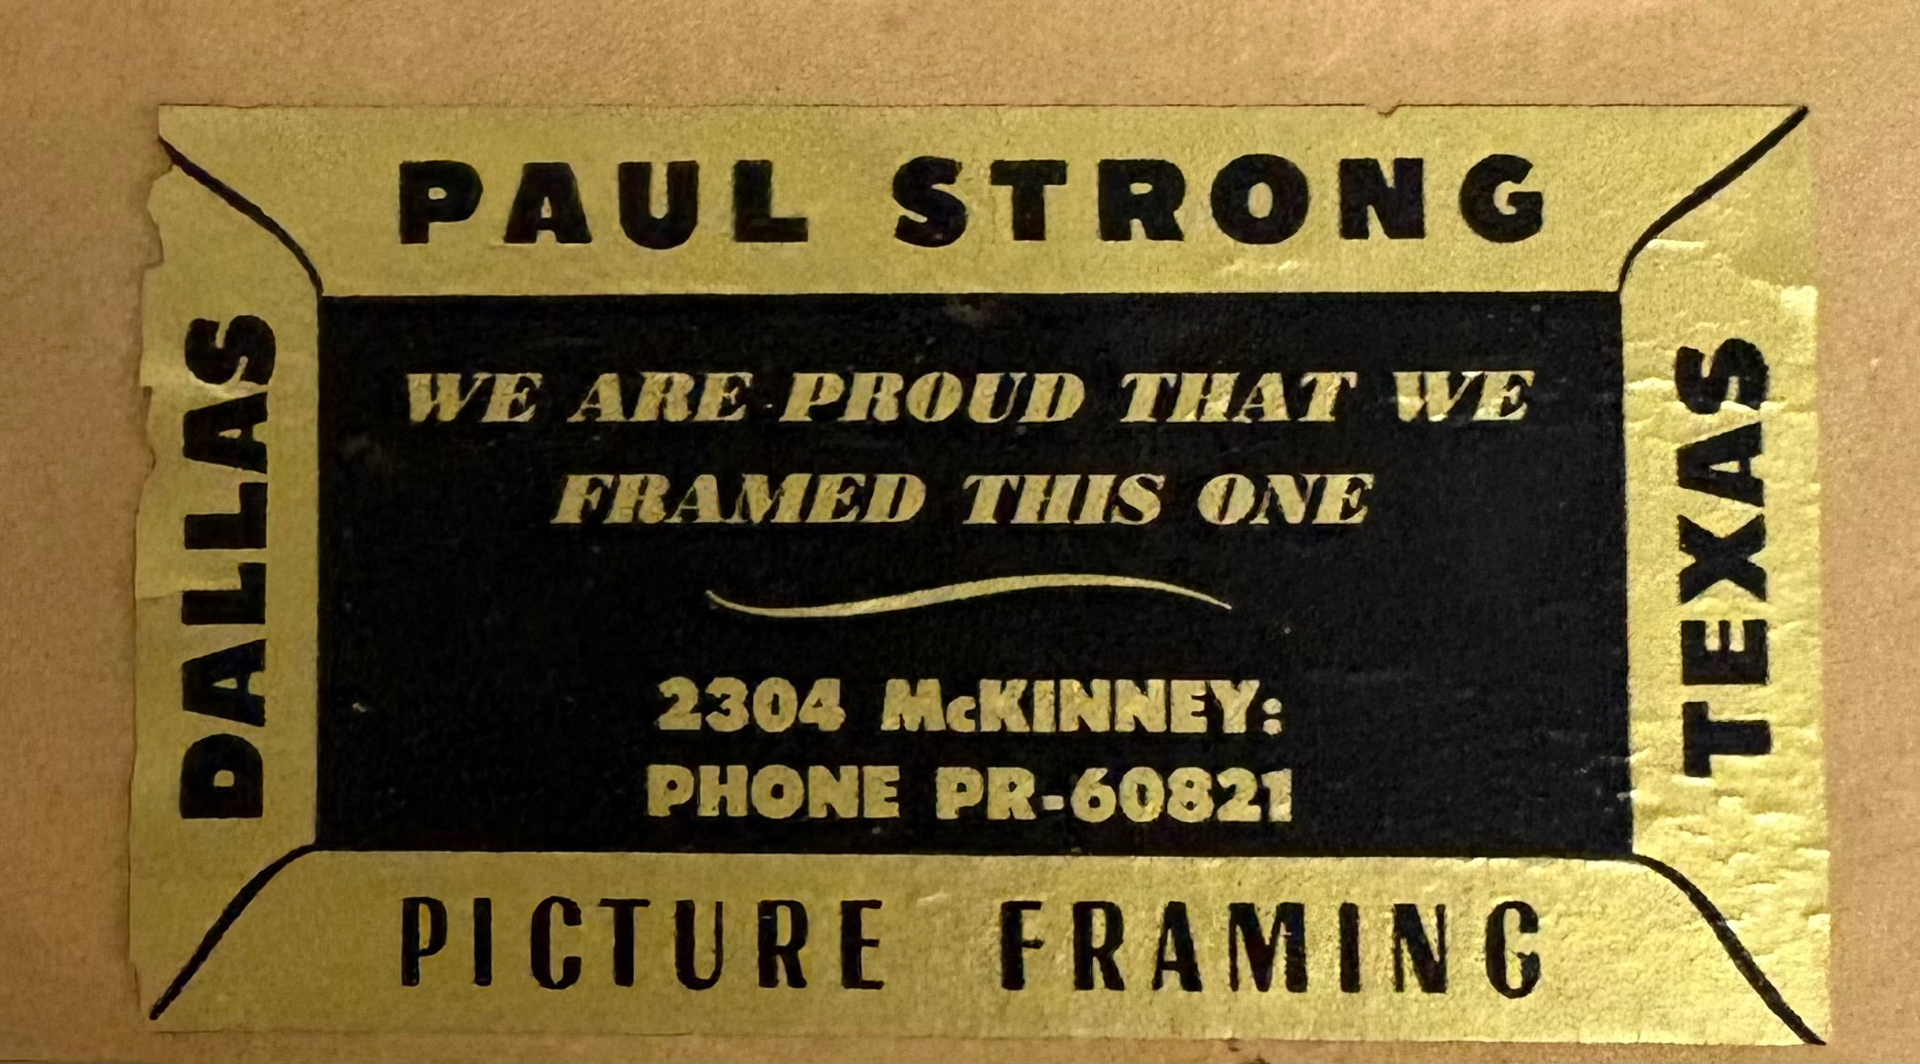 PAUL STRONG
DALLAS
WE ARE PROUD THAT WE
FRAMED THIS ONE
2304 McKINNEY:
PHONE PR-60821
TEXAS
PICTURE FRAMING